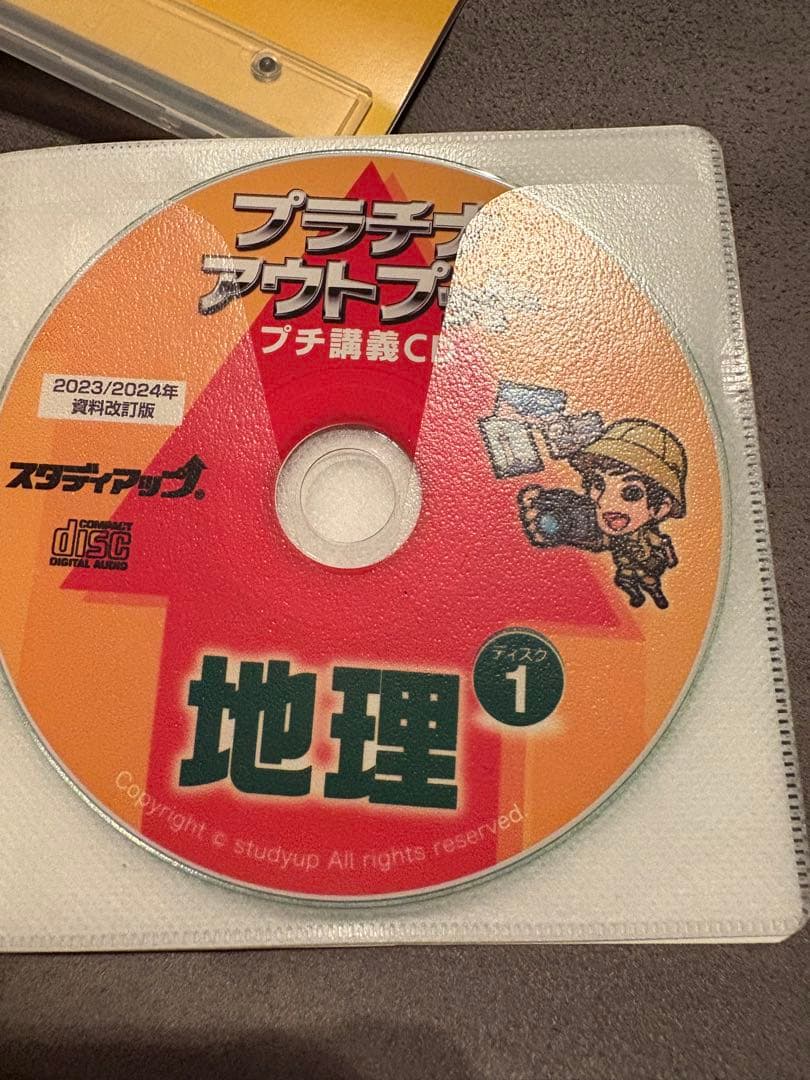 プラチナ
アウトプット
プチ講義CD
2023/2024年
資料改訂版
スタディアップ®
COMPACT
disc
DIGITAL AUDIO
ディスク
1
地理
Copyright © studyup All rights reserved.